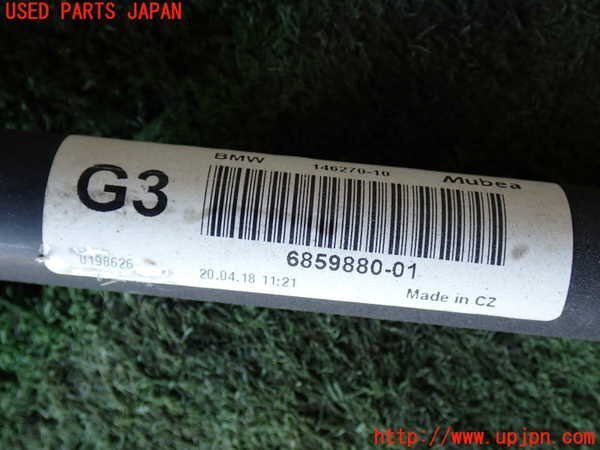 USED PARTS JAPAN
BMW 146270-10 Mubea
G3
6859880-01
0198626
20.04.18 11:21
Made in CZ
http://www.upjpn.com/